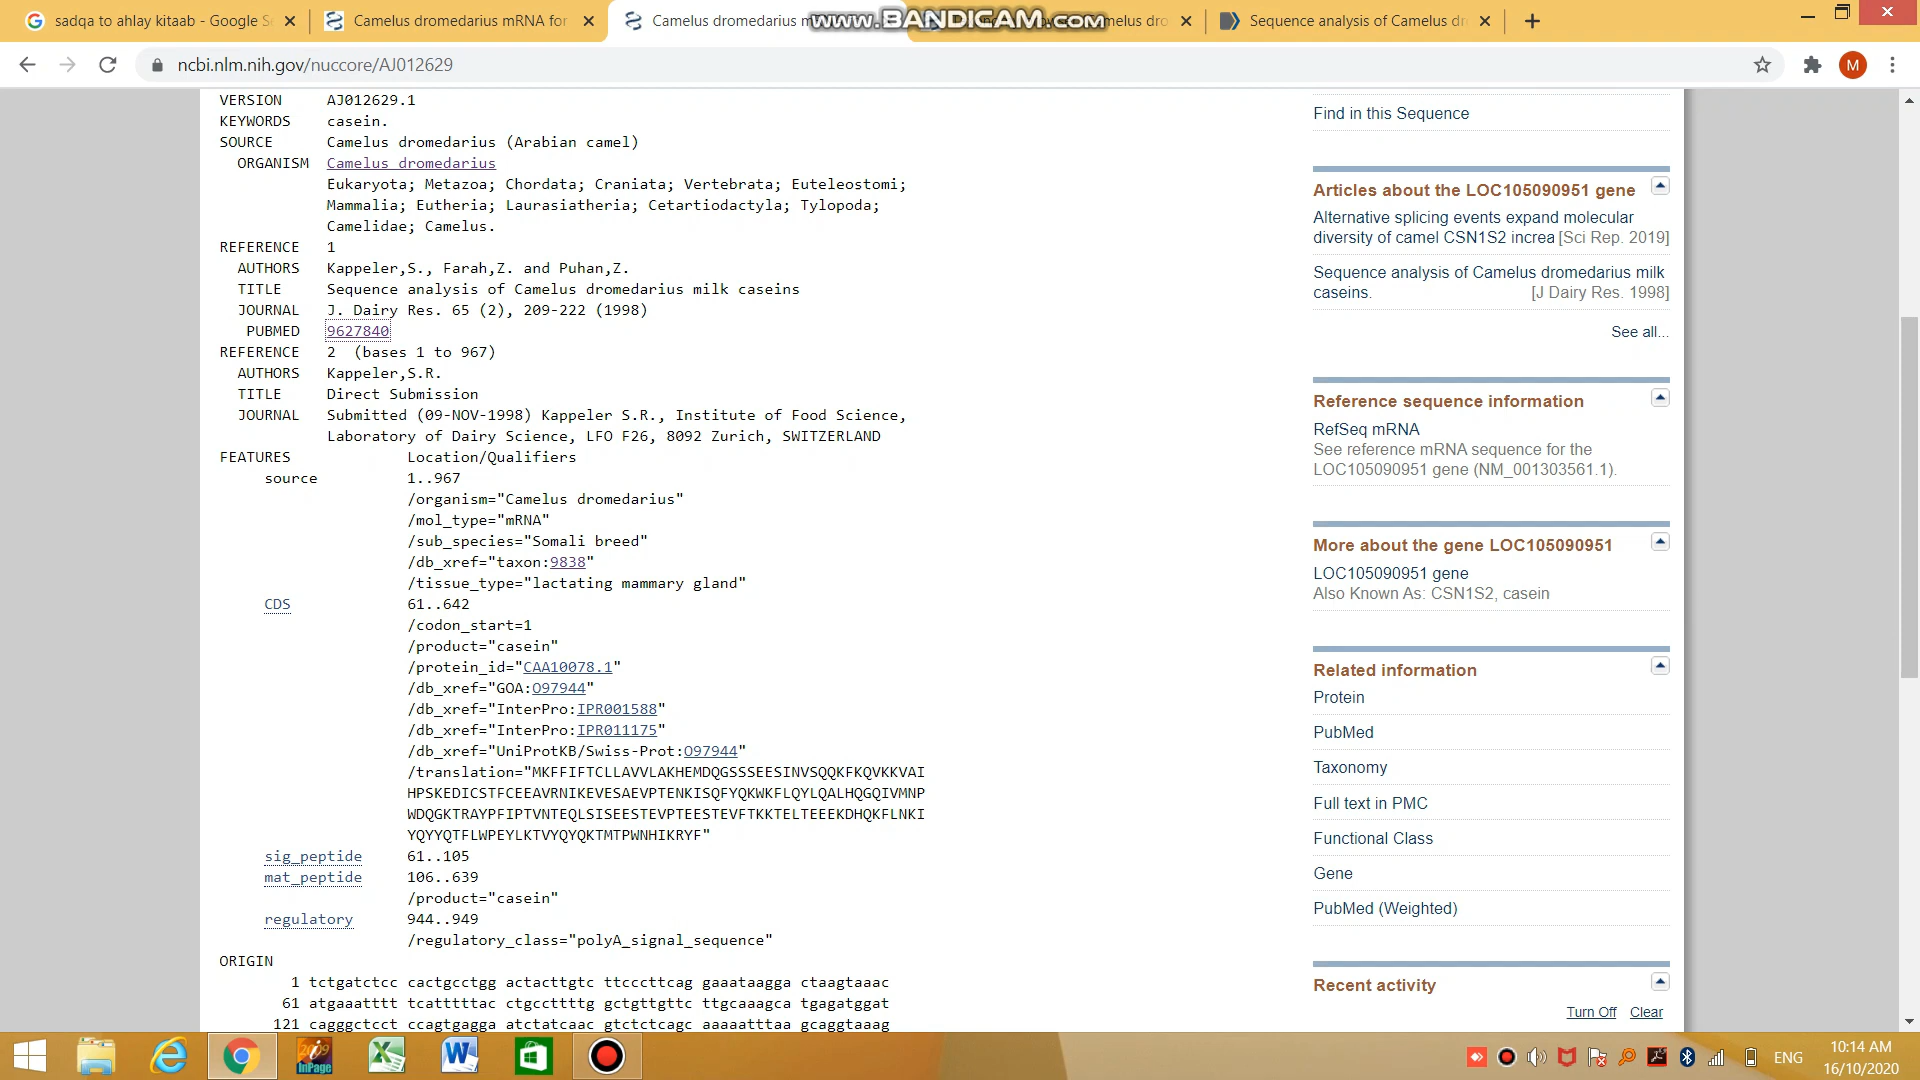 sadqa to ahlay kitaab - Google Se
Camelus dromedarius mRNA for
Camelus dromedarius m
www.BANDICAM.com
Sequence analysis of Camelus dr
ncbi.nlm.nih.gov/nuccore/AJ012629
M
VERSION AJ012629.1
KEYWORDS casein.
SOURCE Camelus dromedarius (Arabian camel)
ORGANISM Camelus dromedarius
Eukaryota; Metazoa; Chordata; Craniata; Vertebrata; Euteleostomi;
Mammalia; Eutheria; Laurasiatheria; Cetartiodactyla; Tylopoda;
Camelidae; Camelus.
REFERENCE 1
AUTHORS Kappeler,S., Farah,Z. and Puhan,Z.
TITLE Sequence analysis of Camelus dromedarius milk caseins
JOURNAL J. Dairy Res. 65 (2), 209-222 (1998)
PUBMED 9627840
REFERENCE 2 (bases 1 to 967)
AUTHORS Kappeler,S.R.
TITLE Direct Submission
JOURNAL Submitted (09-NOV-1998) Kappeler S.R., Institute of Food Science,
Laboratory of Dairy Science, LFO F26, 8092 Zurich, SWITZERLAND
FEATURES Location/Qualifiers
source 1..967
/organism="Camelus dromedarius"
/mol_type="mRNA"
/sub_species="Somali breed"
/db_xref="taxon:9838"
/tissue_type="lactating mammary gland"
CDS 61..642
/codon_start=1
/product="casein"
/protein_id="CAA10078.1"
/db_xref="GOA:O97944"
/db_xref="InterPro:IPR001588"
/db_xref="InterPro:IPR011175"
/db_xref="UniProtKB/Swiss-Prot:O97944"
/translation="MKFFIFTCLLAVVLAKHEMDQGSSSEESINVSQQKFKQVKKVAI
HPSKEDICSTFCEEAVRNIKEVESAEVPTENKISQFYQKWKFLQYLQALHQGQIVMNP
WDQGKTRAYPFIPTVNTEQLSISEESTEVPTEESTEVFTKKTELTEEEKDHQKFLNKI
YQYYQTFLWPEYLKTVYQYQKTMTPWNHIKRYF"
sig_peptide 61..105
mat_peptide 106..639
/product="casein"
regulatory 944..949
/regulatory_class="polyA_signal_sequence"
ORIGIN
1 tctgatctcc cactgcctgg actacttgtc ttcccttcag gaaataagga ctaagtaaac
61 atgaaatttt tcatttttac ctgccttttg gctgttgttc ttgcaaagca tgagatggat
121 cagggctcct ccagtgagga atctatcaac gtctctcagc aaaaatttaa gcaggtaaag
Find in this Sequence
Articles about the LOC105090951 gene
Alternative splicing events expand molecular
diversity of camel CSN1S2 increa [Sci Rep. 2019]
Sequence analysis of Camelus dromedarius milk
caseins. [J Dairy Res. 1998]
See all...
Reference sequence information
RefSeq mRNA
See reference mRNA sequence for the
LOC105090951 gene (NM_001303561.1).
More about the gene LOC105090951
LOC105090951 gene
Also Known As: CSN1S2, casein
Related information
Protein
PubMed
Taxonomy
Full text in PMC
Functional Class
Gene
PubMed (Weighted)
Recent activity
Turn Off Clear
2009
InPage
ENG
10:14 AM
16/10/2020